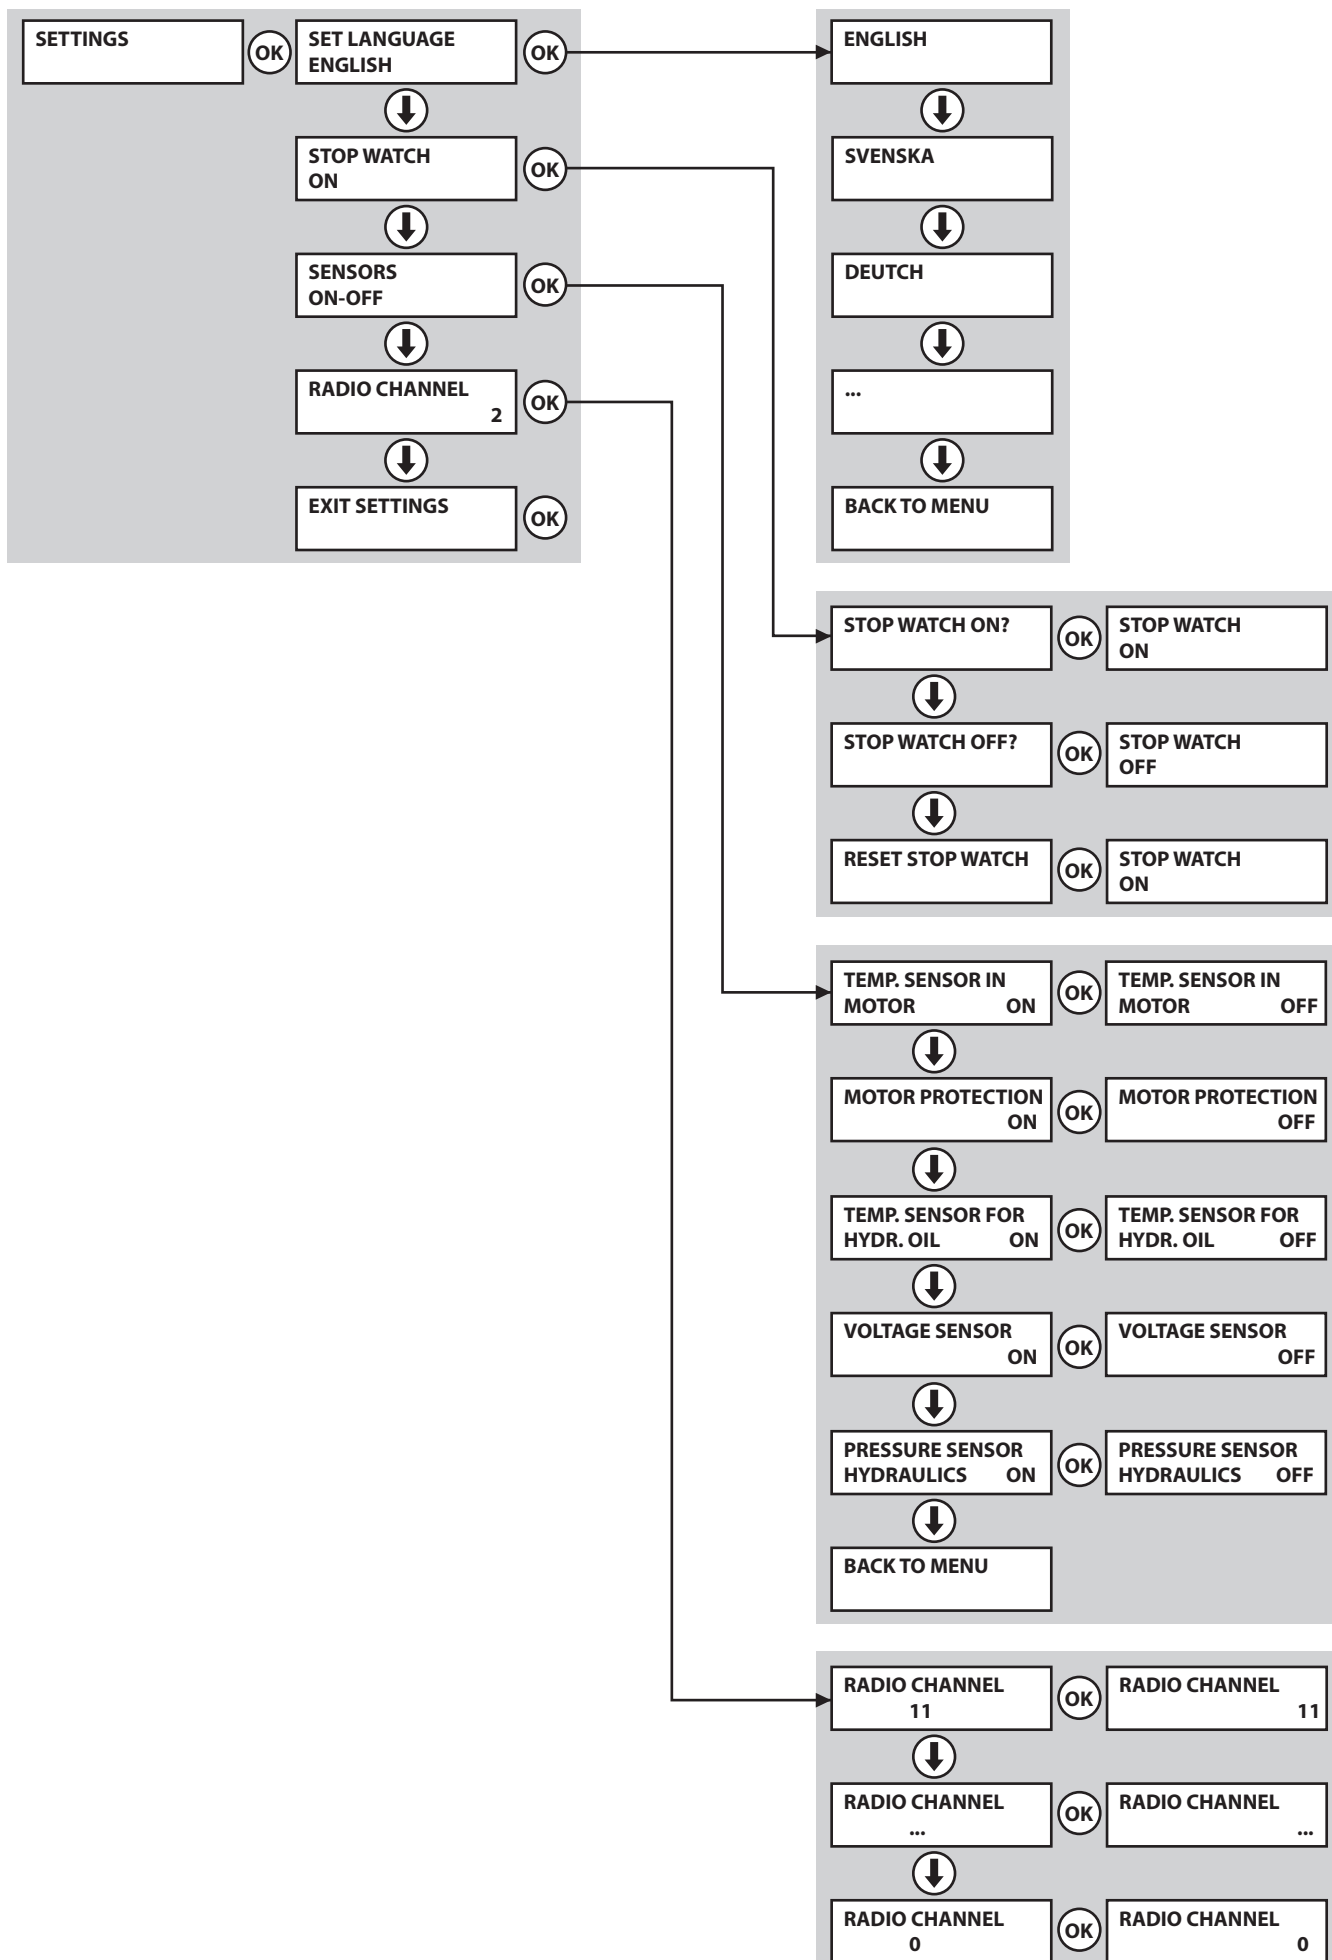 SETTINGS
OK
SET LANGUAGE
ENGLISH
OK
STOP WATCH
ON
OK
SENSORS
ON-OFF
OK
RADIO CHANNEL
2
OK
EXIT SETTINGS
OK
ENGLISH
SVENSKA
DEUTCH
...
BACK TO MENU
STOP WATCH ON?
OK
STOP WATCH
ON
STOP WATCH OFF?
OK
STOP WATCH
OFF
RESET STOP WATCH
OK
STOP WATCH
ON
TEMP. SENSOR IN
MOTOR ON
OK
TEMP. SENSOR IN
MOTOR OFF
MOTOR PROTECTION
ON
OK
MOTOR PROTECTION
OFF
TEMP. SENSOR FOR
HYDR. OIL ON
OK
TEMP. SENSOR FOR
HYDR. OIL OFF
VOLTAGE SENSOR
ON
OK
VOLTAGE SENSOR
OFF
PRESSURE SENSOR
HYDRAULICS ON
OK
PRESSURE SENSOR
HYDRAULICS OFF
BACK TO MENU
RADIO CHANNEL
11
OK
RADIO CHANNEL
11
RADIO CHANNEL
...
OK
RADIO CHANNEL
...
RADIO CHANNEL
0
OK
RADIO CHANNEL
0